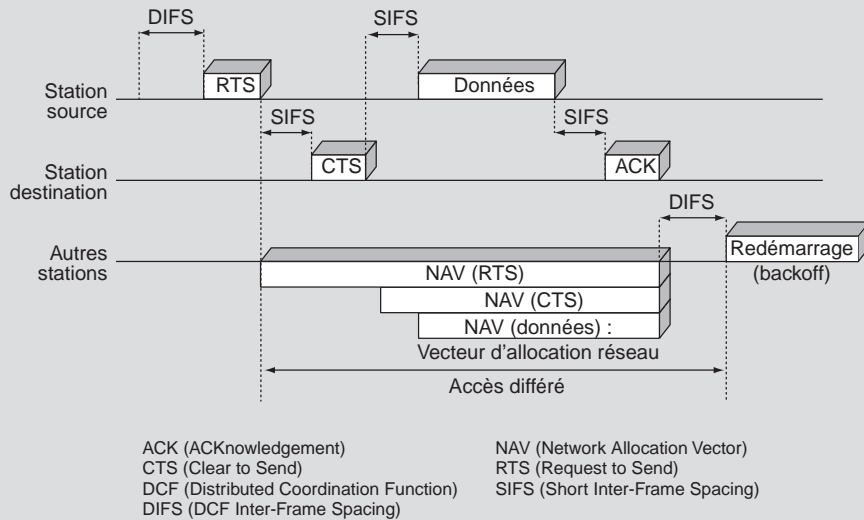 DIFS
SIFS
RTS
Données
Station
source
SIFS
SIFS
CTS
ACK
Station
destination
DIFS
Redémarrage
(backoff)
Autres
stations
NAV (RTS)
NAV (CTS)
NAV (données) :
Vecteur d'allocation réseau
Accès différé
ACK (ACKnowledgement)
CTS (Clear to Send)
DCF (Distributed Coordination Function)
DIFS (DCF Inter-Frame Spacing)
NAV (Network Allocation Vector)
RTS (Request to Send)
SIFS (Short Inter-Frame Spacing)